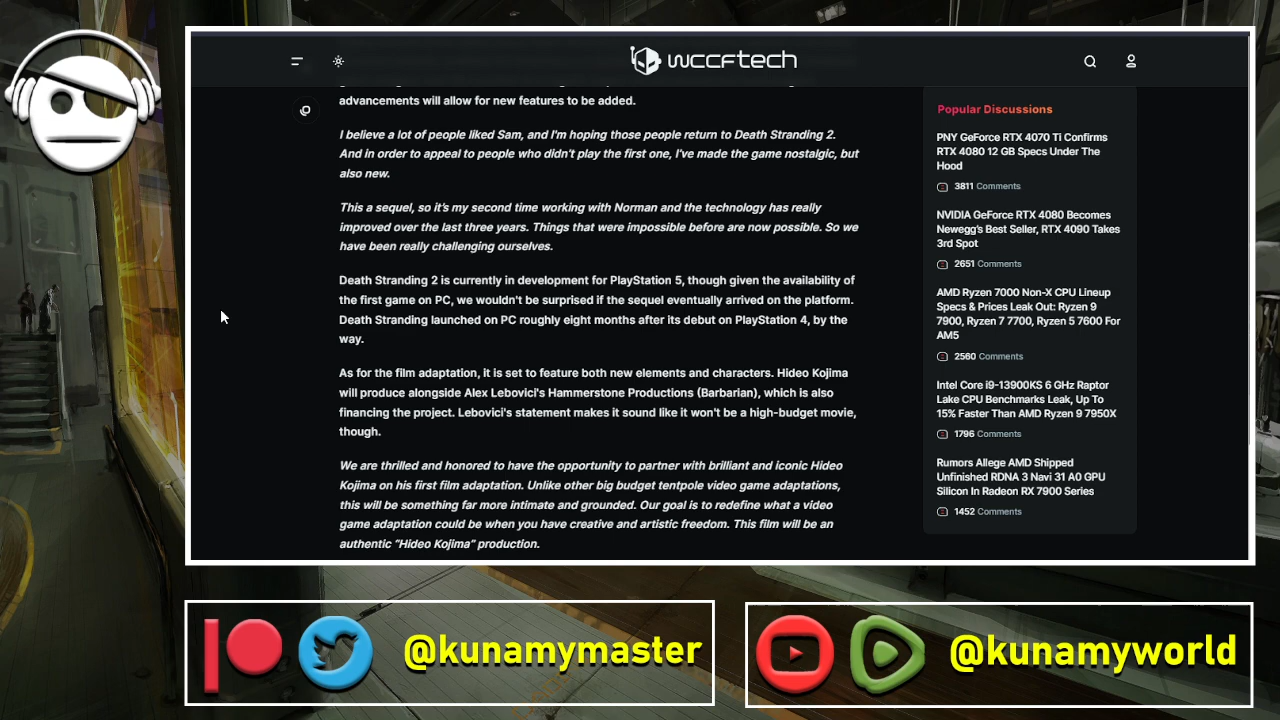 wccftech
advancements will allow for new features to be added.
I believe a lot of people liked Sam, and I'm hoping those people return to Death Stranding 2.
And in order to appeal to people who didn't play the first one, I've made the game nostalgic, but
also new.
This a sequel, so it's my second time working with Norman and the technology has really
improved over the last three years. Things that were impossible before are now possible. So we
have been really challenging ourselves.
Death Stranding 2 is currently in development for PlayStation 5, though given the availability of
the first game on PC, we wouldn't be surprised if the sequel eventually arrived on the platform.
Death Stranding launched on PC roughly eight months after its debut on PlayStation 4, by the
way.
As for the film adaptation, it is set to feature both new elements and characters. Hideo Kojima
will produce alongside Alex Lebovici's Hammerstone Productions (Barbarian), which is also
financing the project. Lebovici's statement makes it sound like it won't be a high-budget movie,
though.
We are thrilled and honored to have the opportunity to partner with brilliant and iconic Hideo
Kojima on his first film adaptation. Unlike other big budget tentpole video game adaptations,
this will be something far more intimate and grounded. Our goal is to redefine what a video
game adaptation could be when you have creative and artistic freedom. This film will be an
authentic “Hideo Kojima” production.
Popular Discussions
PNY GeForce RTX 4070 Ti Confirms
RTX 4080 12 GB Specs Under The
Hood
3811 Comments
NVIDIA GeForce RTX 4080 Becomes
Newegg's Best Seller, RTX 4090 Takes
3rd Spot
2651 Comments
AMD Ryzen 7000 Non-X CPU Lineup
Specs & Prices Leak Out: Ryzen 9
7900, Ryzen 7 7700, Ryzen 5 7600 For
AM5
2560 Comments
Intel Core i9-13900KS 6 GHz Raptor
Lake CPU Benchmarks Leak, Up To
15% Faster Than AMD Ryzen 9 7950X
1796 Comments
Rumors Allege AMD Shipped
Unfinished RDNA 3 Navi 31 A0 GPU
Silicon In Radeon RX 7900 Series
1452 Comments
@kunamymaster
@kunamyworld